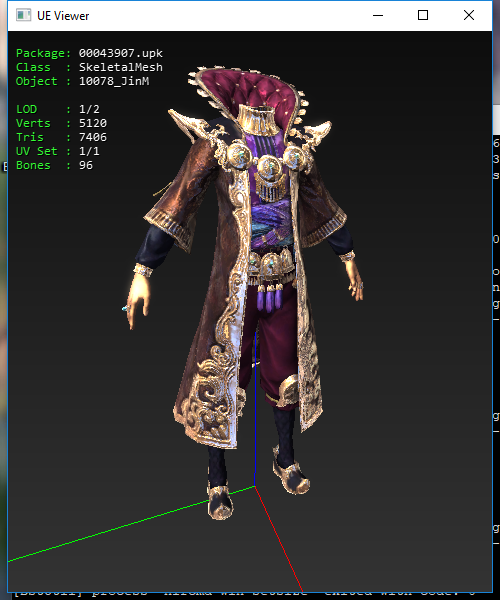 UE Viewer
Package: 00043907.upk
Class : SkeletalMesh
Object : 10078_JinM
LOD : 1/2
Verts : 5120
Tris : 7406
UV Set : 1/1
Bones : 96